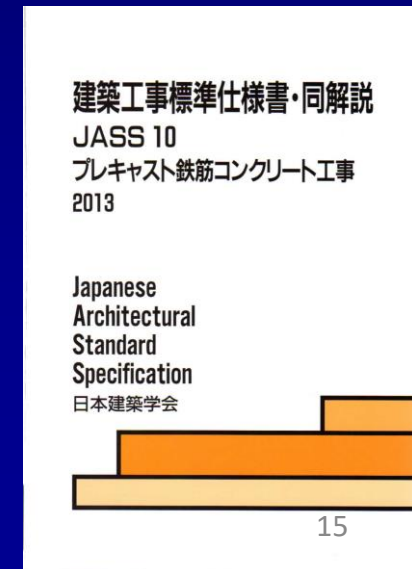 建築工事標準仕様書・同解説
JASS 10
プレキャスト鉄筋コンクリート工事
2013
Japanese
Architectural
Standard
Specification
日本建築学会
15